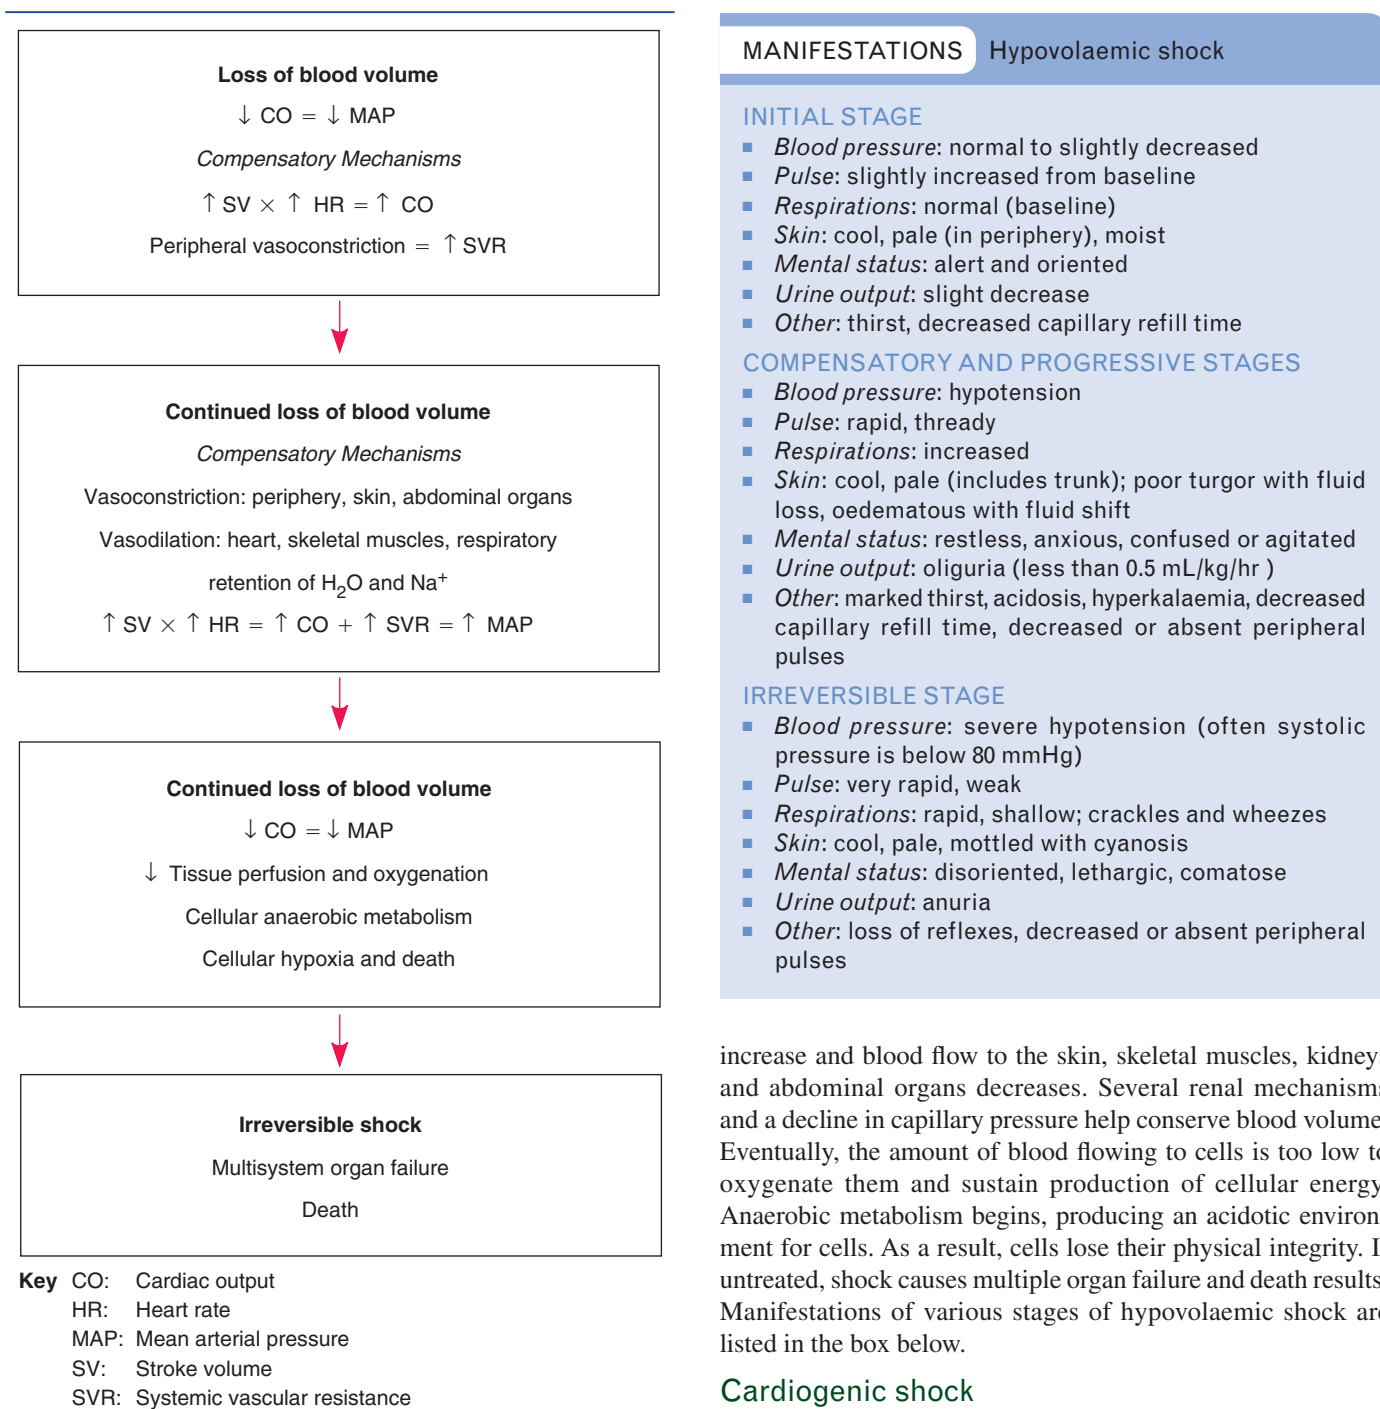 Loss of blood volume
↓ CO = ↓ MAP
Compensatory Mechanisms
↑ SV × ↑ HR = ↑ CO
Peripheral vasoconstriction = ↑ SVR
Continued loss of blood volume
Compensatory Mechanisms
Vasoconstriction: periphery, skin, abdominal organs
Vasodilation: heart, skeletal muscles, respiratory
retention of H₂O and Na⁺
↑ SV × ↑ HR = ↑ CO + ↑ SVR = ↑ MAP
Continued loss of blood volume
↓ CO = ↓ MAP
↓ Tissue perfusion and oxygenation
Cellular anaerobic metabolism
Cellular hypoxia and death
Irreversible shock
Multisystem organ failure
Death
Key CO: Cardiac output
HR: Heart rate
MAP: Mean arterial pressure
SV: Stroke volume
SVR: Systemic vascular resistance
MANIFESTATIONS Hypovolaemic shock
INITIAL STAGE
■ Blood pressure: normal to slightly decreased
■ Pulse: slightly increased from baseline
■ Respirations: normal (baseline)
■ Skin: cool, pale (in periphery), moist
■ Mental status: alert and oriented
■ Urine output: slight decrease
■ Other: thirst, decreased capillary refill time
COMPENSATORY AND PROGRESSIVE STAGES
■ Blood pressure: hypotension
■ Pulse: rapid, thready
■ Respirations: increased
■ Skin: cool, pale (includes trunk); poor turgor with fluid
loss, oedematous with fluid shift
■ Mental status: restless, anxious, confused or agitated
■ Urine output: oliguria (less than 0.5 mL/kg/hr )
■ Other: marked thirst, acidosis, hyperkalaemia, decreased
capillary refill time, decreased or absent peripheral
pulses
IRREVERSIBLE STAGE
■ Blood pressure: severe hypotension (often systolic
pressure is below 80 mmHg)
■ Pulse: very rapid, weak
■ Respirations: rapid, shallow; crackles and wheezes
■ Skin: cool, pale, mottled with cyanosis
■ Mental status: disoriented, lethargic, comatose
■ Urine output: anuria
■ Other: loss of reflexes, decreased or absent peripheral
pulses
increase and blood flow to the skin, skeletal muscles, kidneys
and abdominal organs decreases. Several renal mechanisms
and a decline in capillary pressure help conserve blood volume
Eventually, the amount of blood flowing to cells is too low to
oxygenate them and sustain production of cellular energy
Anaerobic metabolism begins, producing an acidotic environ
ment for cells. As a result, cells lose their physical integrity.
untreated, shock causes multiple organ failure and death results
Manifestations of various stages of hypovolaemic shock are
listed in the box below.
Cardiogenic shock